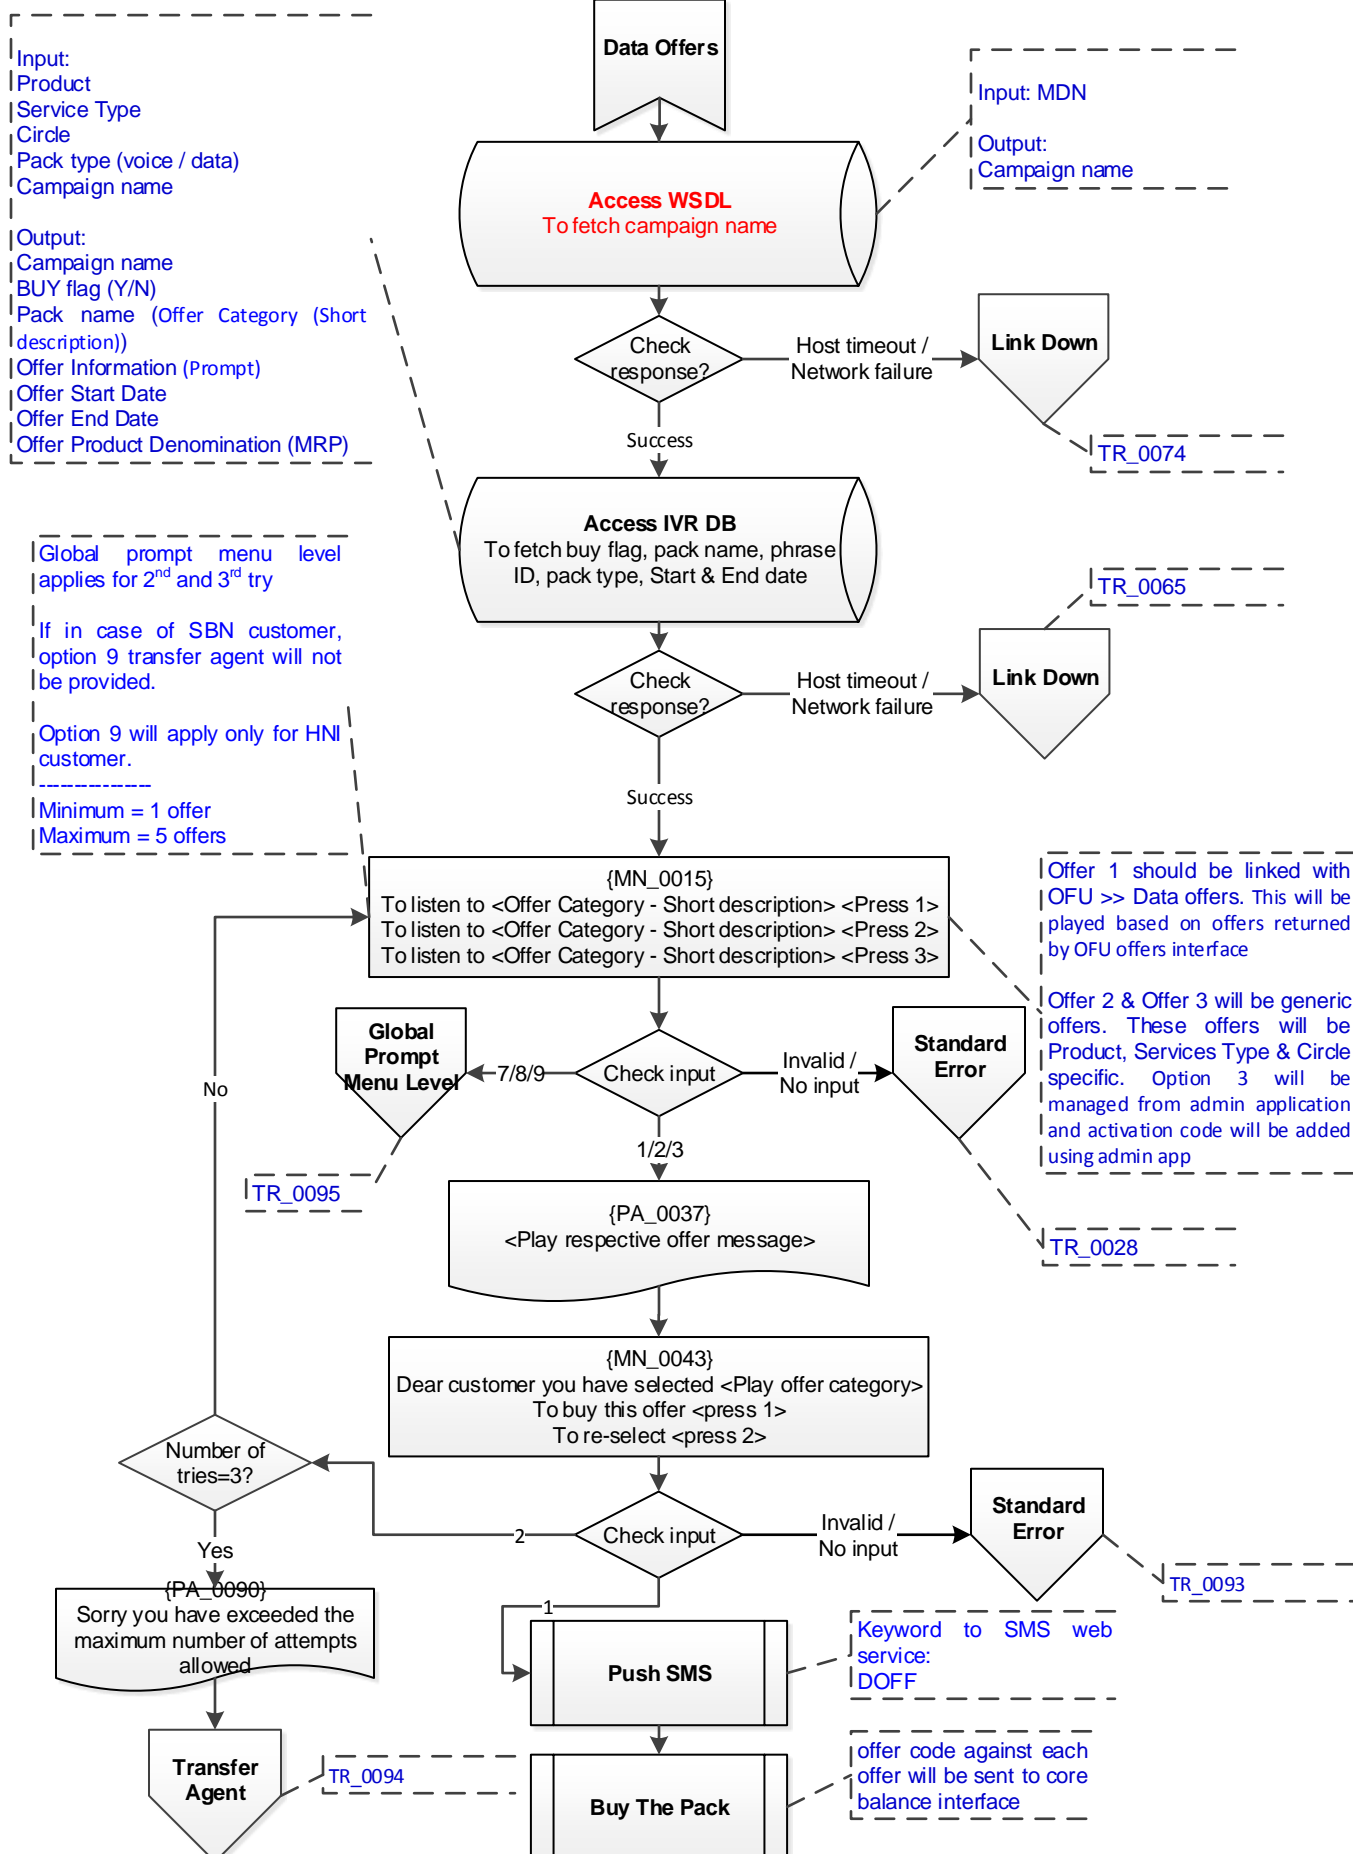 Data Offers
Input:
Product
Service Type
Circle
Pack type (voice / data)
Campaign name
Output:
Campaign name
BUY flag (Y/N)
Pack name (Offer Category (Short
description))
Offer Information (Prompt)
Offer Start Date
Offer End Date
Offer Product Denomination (MRP)
Input: MDN
Output:
Campaign name
Access WSDL
To fetch campaign name
Check
response?
Host timeout /
Network failure
Link Down
TR_0074
Success
Access IVR DB
To fetch buy flag, pack name, phrase
ID, pack type, Start & End date
Global prompt menu level
applies for 2nd and 3rd try
If in case of SBN customer,
option 9 transfer agent will not
be provided.
Option 9 will apply only for HNI
customer.
----------------
Minimum = 1 offer
Maximum = 5 offers
TR_0065
Check
response?
Host timeout /
Network failure
Link Down
Success
{MN_0015}
To listen to <Offer Category - Short description> <Press 1>
To listen to <Offer Category - Short description> <Press 2>
To listen to <Offer Category - Short description> <Press 3>
Offer 1 should be linked with
OFU >> Data offers. This will be
played based on offers returned
by OFU offers interface
Offer 2 & Offer 3 will be generic
offers. These offers will be
Product, Services Type & Circle
specific. Option 3 will be
managed from admin application
and activation code will be added
using admin app
Global
Prompt
Menu Level
7/8/9
Check input
Invalid /
No input
Standard
Error
No
1/2/3
TR_0095
{PA_0037}
<Play respective offer message>
TR_0028
{MN_0043}
Dear customer you have selected <Play offer category>
To buy this offer <press 1>
To re-select <press 2>
Number of
tries=3?
2
Check input
Invalid /
No input
Standard
Error
Yes
TR_0093
{PA_0090}
Sorry you have exceeded the
maximum number of attempts
allowed
1
Push SMS
Keyword to SMS web
service:
DOFF
Transfer
Agent
TR_0094
Buy The Pack
offer code against each
offer will be sent to core
balance interface